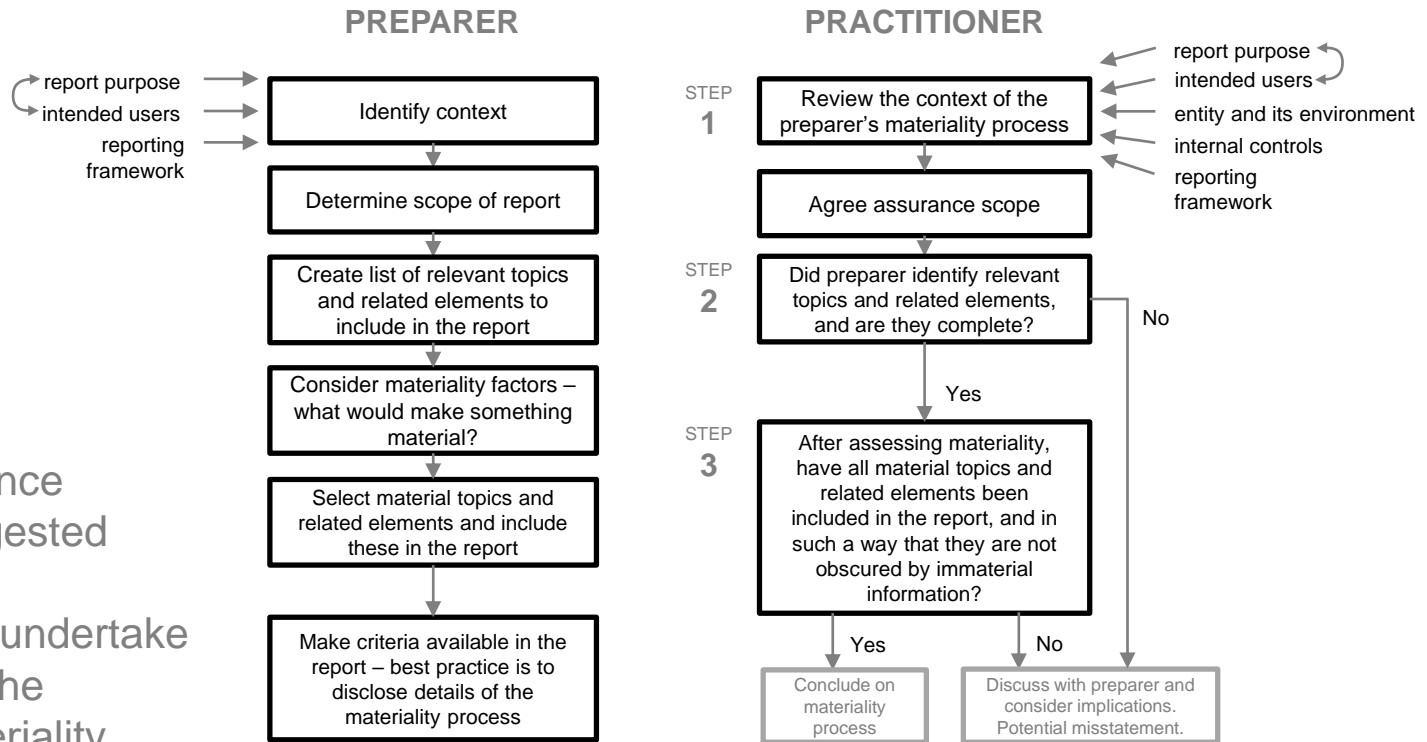 PREPARER
report purpose
intended users
reporting
framework
Identify context
Determine scope of report
Create list of relevant topics
and related elements to
include in the report
Consider materiality factors –
what would make something
material?
Select material topics and
related elements and include
these in the report
Make criteria available in the
report – best practice is to
disclose details of the
materiality process
PRACTITIONER
report purpose
intended users
entity and its environment
internal controls
reporting
framework
STEP
1
Review the context of the
preparer’s materiality process
Agree assurance scope
STEP
2
Did preparer identify relevant
topics and related elements,
and are they complete?
No
Yes
STEP
3
After assessing materiality,
have all material topics and
related elements been
included in the report, and in
such a way that they are not
obscured by immaterial
information?
Yes
No
Conclude on
materiality
process
Discuss with preparer and
consider implications.
Potential misstatement.
undertake